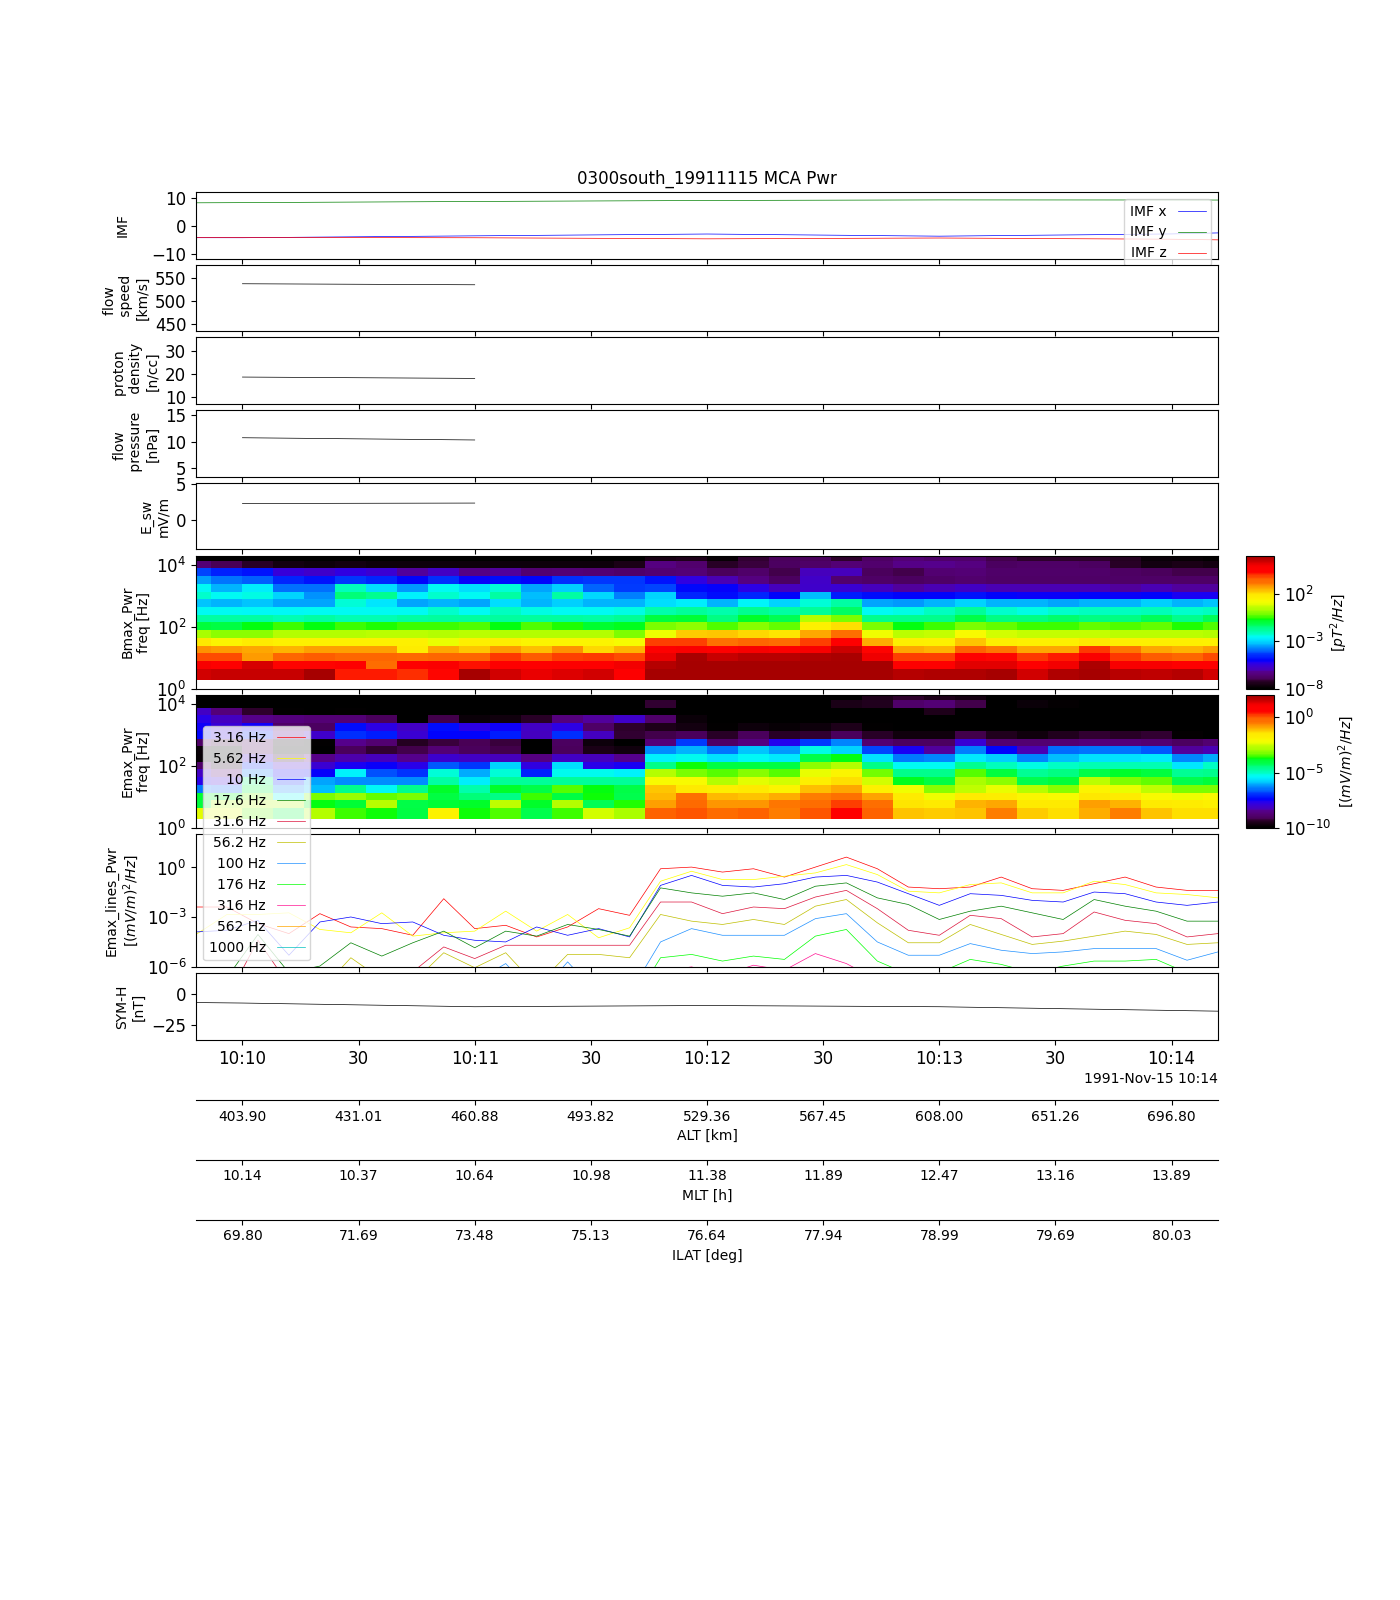 0300south_19911115 MCA Pwr
IMF
10
0
−10
IMF x
IMF y
IMF z
flow
speed
[km/s]
550
500
450
proton
density
[n/cc]
30
20
10
flow
pressure
[nPa]
15
10
5
E_sw
mV/m
5
0
Bmax_Pwr
freq [Hz]
10^4
10^2
10^0
10^2
10^−3
10^−8
[pT^2/Hz]
Emax_Pwr
freq [Hz]
10^4
10^2
10^0
10^0
10^−5
10^−10
[(mV/m)^2/Hz]
3.16 Hz
5.62 Hz
10 Hz
17.6 Hz
31.6 Hz
56.2 Hz
100 Hz
176 Hz
316 Hz
562 Hz
1000 Hz
Emax_lines_Pwr
[(mV/m)^2/Hz]
10^0
10^−3
10^−6
SYM-H
[nT]
0
−25
10:10 30 10:11 30 10:12 30 10:13 30 10:14
1991-Nov-15 10:14
403.90 431.01 460.88 493.82 529.36 567.45 608.00 651.26 696.80
ALT [km]
10.14 10.37 10.64 10.98 11.38 11.89 12.47 13.16 13.89
MLT [h]
69.80 71.69 73.48 75.13 76.64 77.94 78.99 79.69 80.03
ILAT [deg]